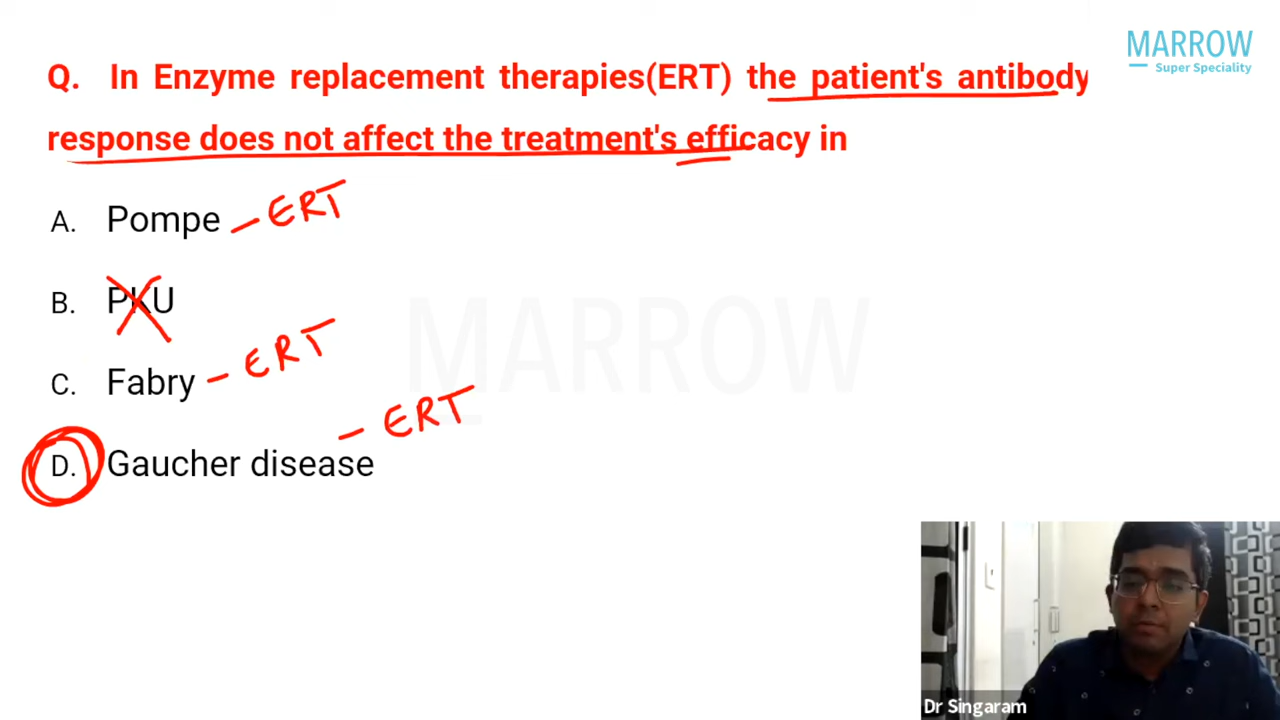 MARROW
Super Speciality
Q. In Enzyme replacement therapies(ERT) the patient's antibody
response does not affect the treatment's efficacy in
A. Pompe – ERT
B. PKU
C. Fabry – ERT
D. Gaucher disease – ERT
MARROW
Dr Singaram